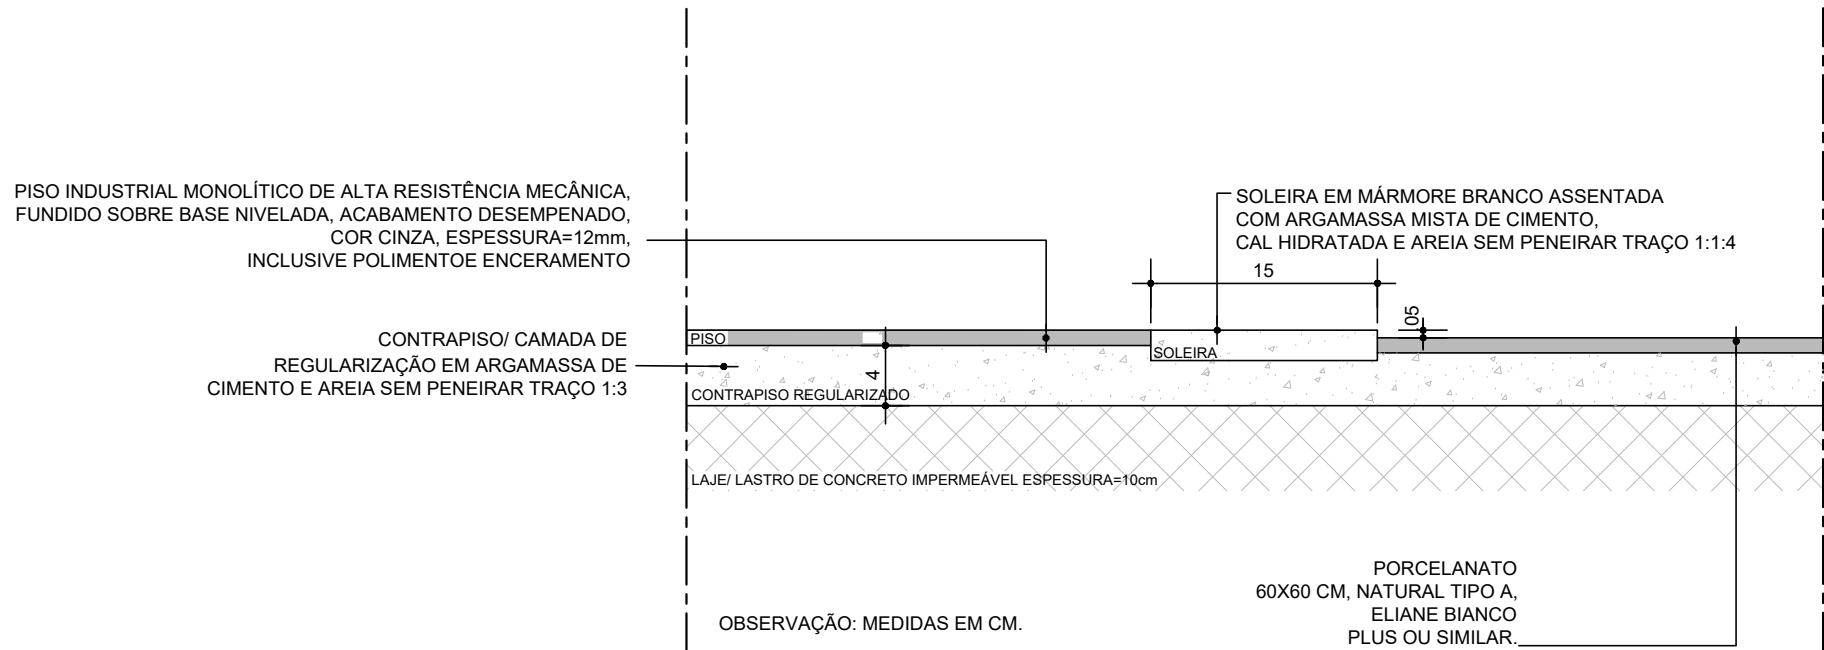 PISO INDUSTRIAL MONOLÍTICO DE ALTA RESISTÊNCIA MECÂNICA,
FUNDIDO SOBRE BASE NIVELADA, ACABAMENTO DESEMPENADO,
COR CINZA, ESPESSURA=12mm,
INCLUSIVE POLIMENTOE ENCERAMENTO
SOLEIRA EM MÁRMORE BRANCO ASSENTADA
COM ARGAMASSA MISTA DE CIMENTO,
CAL HIDRATADA E AREIA SEM PENEIRAR TRAÇO 1:1:4
15
.05
CONTRAPISO/ CAMADA DE
REGULARIZAÇÃO EM ARGAMASSA DE
CIMENTO E AREIA SEM PENEIRAR TRAÇO 1:3
PISO
SOLEIRA
4
CONTRAPISO REGULARIZADO
LAJE/ LASTRO DE CONCRETO IMPERMEÁVEL ESPESSURA=10cm
PORCELANATO
60X60 CM, NATURAL TIPO A,
ELIANE BIANCO
PLUS OU SIMILAR.
OBSERVAÇÃO: MEDIDAS EM CM.